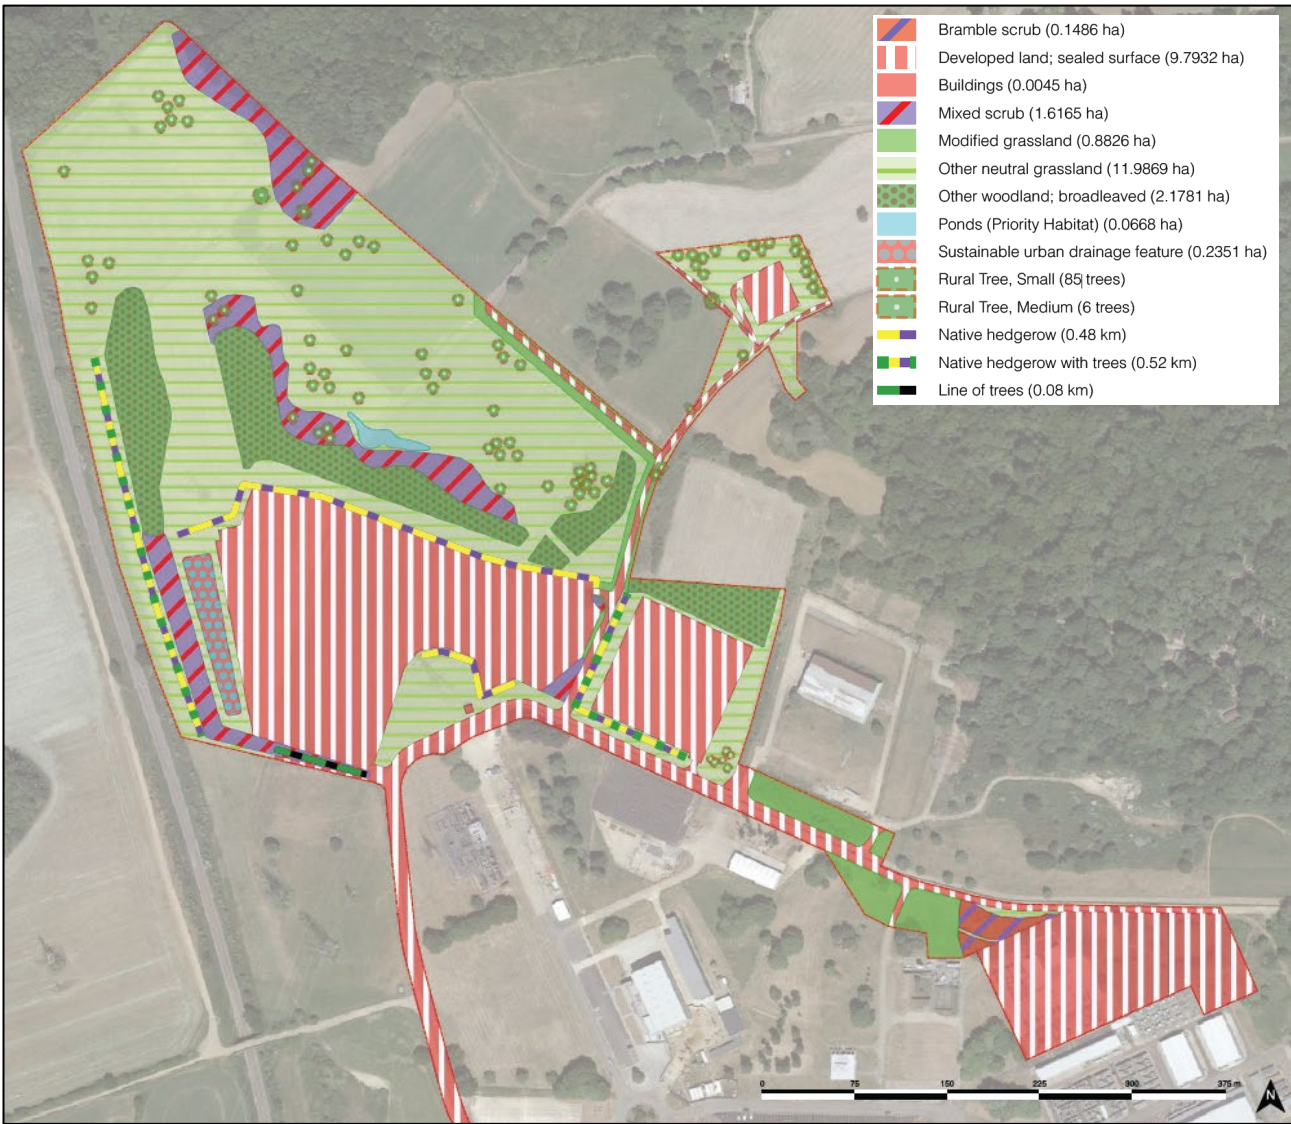 Bramble scrub (0.1486 ha)
Developed land; sealed surface (9.7932 ha)
Buildings (0.0045 ha)
Mixed scrub (1.6165 ha)
Modified grassland (0.8826 ha)
Other neutral grassland (11.9869 ha)
Other woodland; broadleaved (2.1781 ha)
Ponds (Priority Habitat) (0.0668 ha)
Sustainable urban drainage feature (0.2351 ha)
Rural Tree, Small (85 trees)
Rural Tree, Medium (6 trees)
Native hedgerow (0.48 km)
Native hedgerow with trees (0.52 km)
Line of trees (0.08 km)
0 75 150 225 300 375 m
N